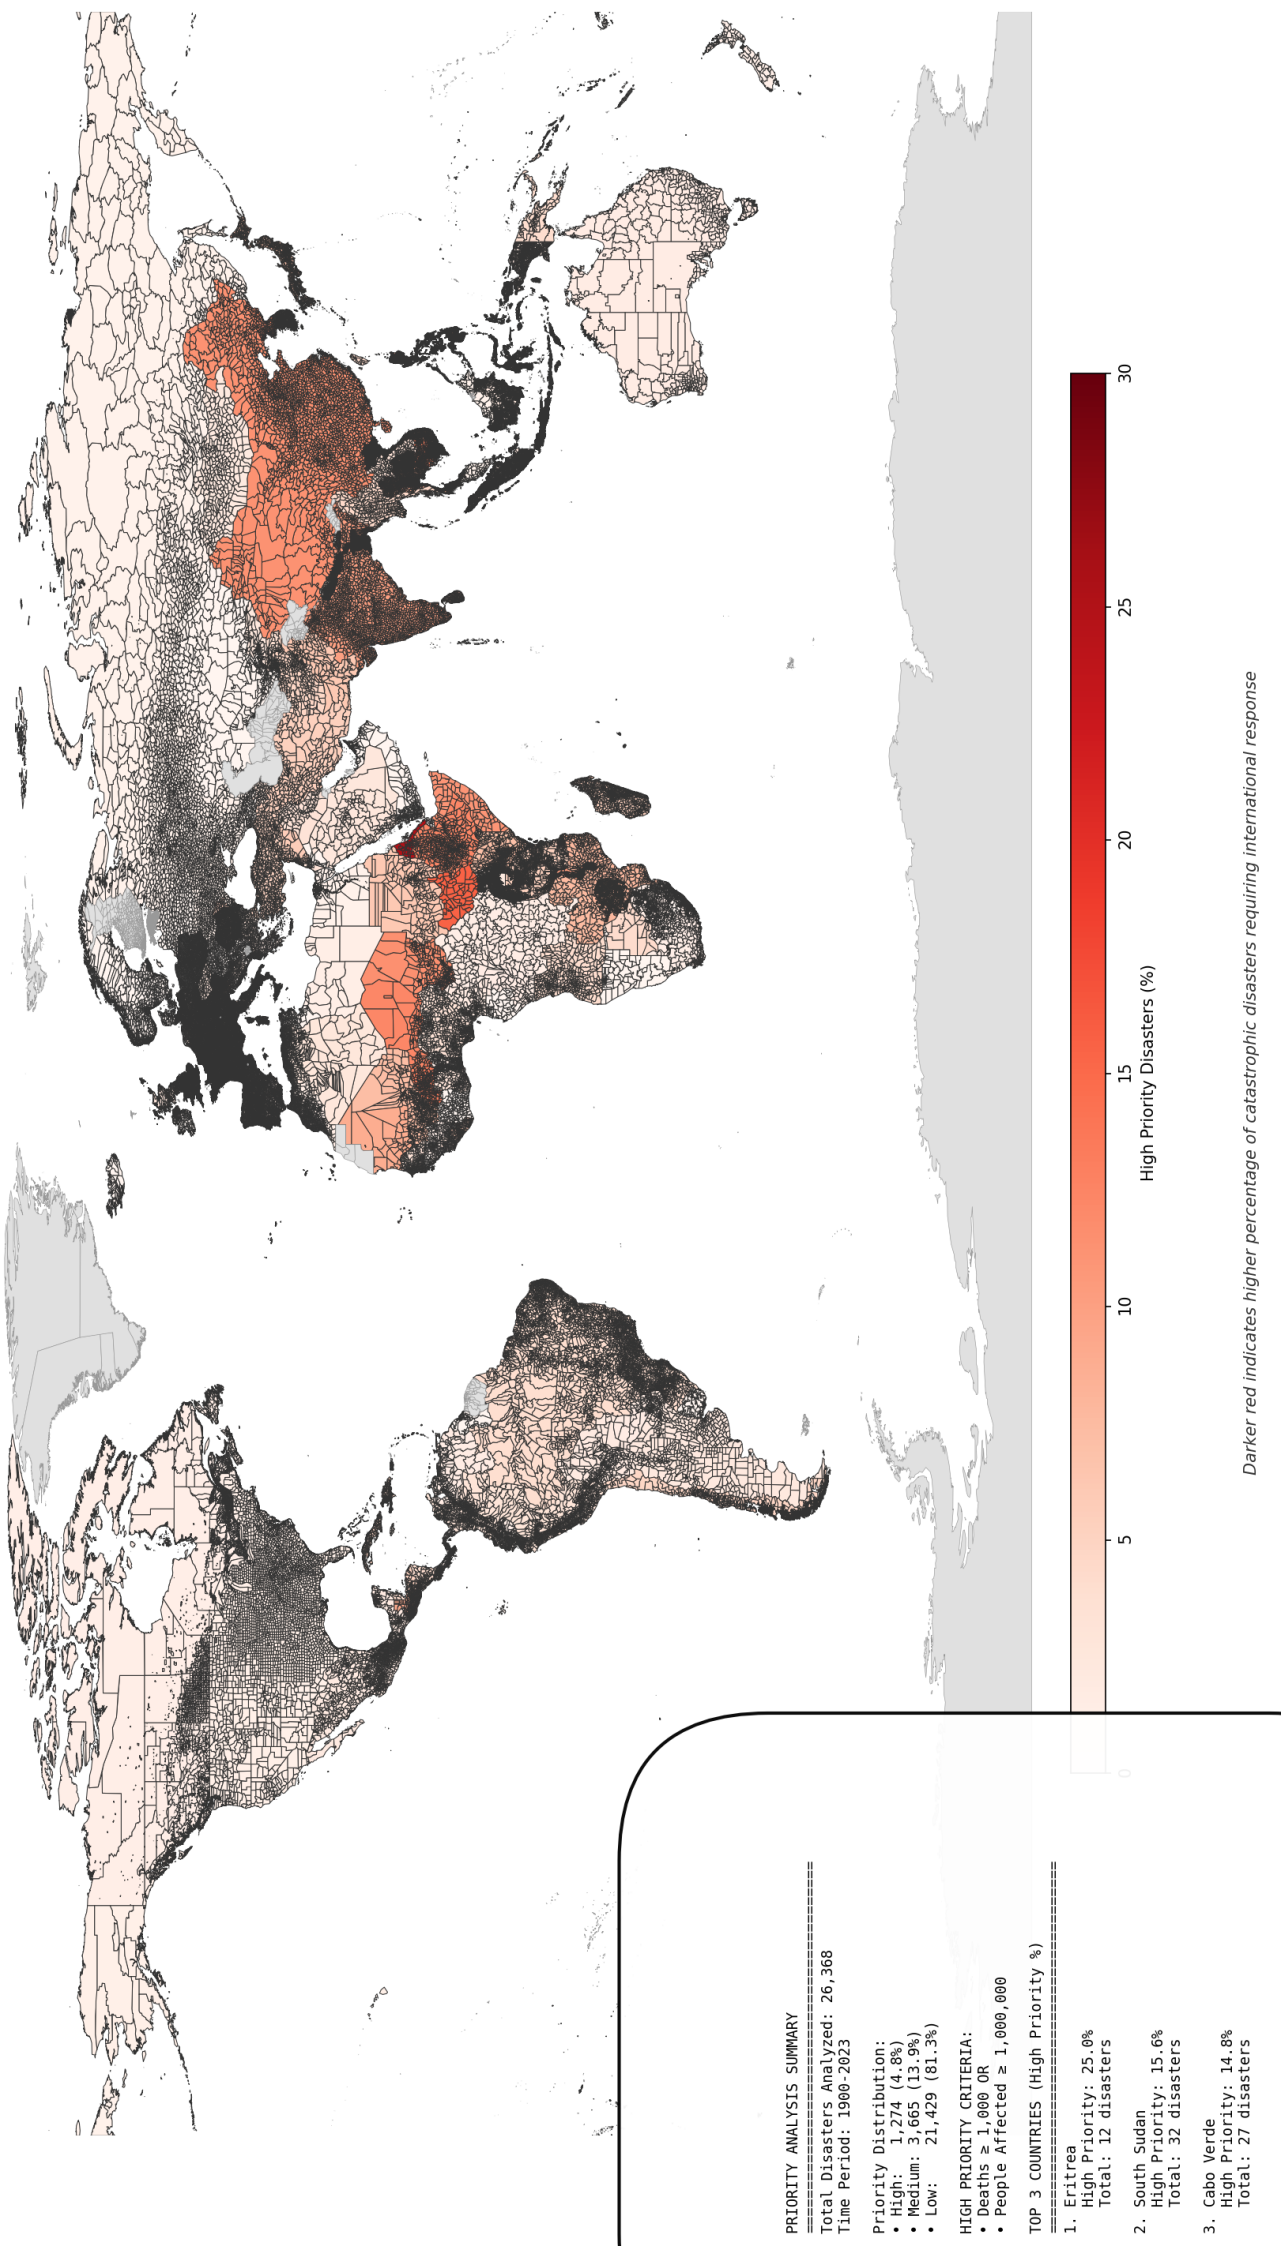 PRIORITY ANALYSIS SUMMARY
==================================================
Total Disasters Analyzed: 26,368
Time Period: 1900-2023
Priority Distribution:
• High: 1,274 (4.8%)
• Medium: 3,665 (13.9%)
• Low: 21,429 (81.3%)
HIGH PRIORITY CRITERIA:
• Deaths ≥ 1,000 OR
• People Affected ≥ 1,000,000
TOP 3 COUNTRIES (High Priority %)
==================================================
1. Eritrea
High Priority: 25.0%
Total: 12 disasters
2. South Sudan
High Priority: 15.6%
Total: 32 disasters
3. Cabo Verde
High Priority: 14.8%
Total: 27 disasters
0
5
10
15
20
25
30
High Priority Disasters (%)
Darker red indicates higher percentage of catastrophic disasters requiring international response